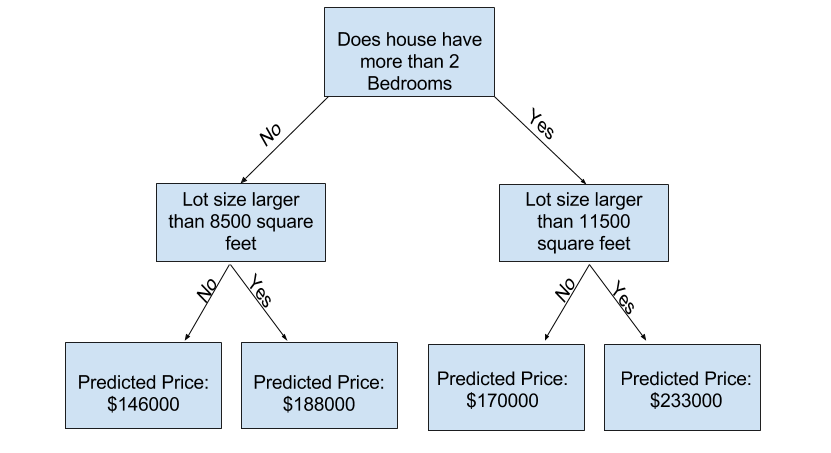 Does house have
more than 2
Bedrooms
No
Yes
Lot size larger
than 8500 square
feet
Lot size larger
than 11500
square feet
No
Yes
No
Yes
Predicted Price:
$146000
Predicted Price:
$188000
Predicted Price:
$170000
Predicted Price:
$233000